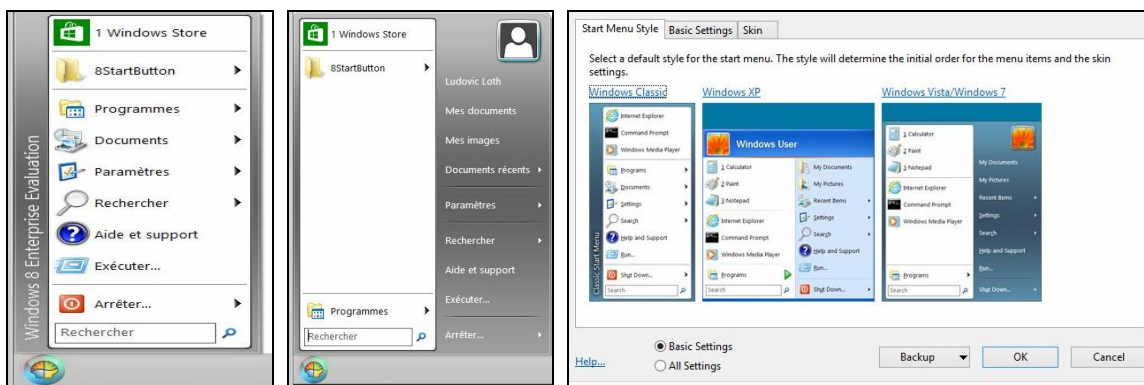 1 Windows Store
8StartButton
Programmes
Documents
Paramètres
Rechercher
Aide et support
Exécuter...
Arrêter...
Rechercher
Windows 8 Enterprise Evaluation
1 Windows Store
8StartButton
Programmes
Rechercher
Ludovic Loth
Mes documents
Mes images
Documents récents
Paramètres
Rechercher
Aide et support
Exécuter...
Arrêter...
Start Menu Style Basic Settings Skin
Select a default style for the start menu. The style will determine the initial order for the menu items and the skin
settings.
Windows Classic Windows XP Windows Vista/Windows 7
Internet Explorer
Command Prompt
Windows Media Player
Programs
Documents
Settings
Search
Help and Support
Run...
Shut Down...
Search
Classic Start Menu
Windows User
1 Calculator
2 Paint
3 Notepad
Internet Explorer
Command Prompt
Windows Media Player
Programs
Search
My Documents
My Pictures
Recent Items
Settings
Search
Help and Support
Run...
Shut Down...
1 Calculator
2 Paint
3 Notepad
Internet Explorer
Command Prompt
Windows Media Player
Programs
Search
My Documents
My Pictures
Recent Items
Settings
Search
Help and Support
Run...
Shut Down...
Help...
Basic Settings
All Settings
Backup OK Cancel